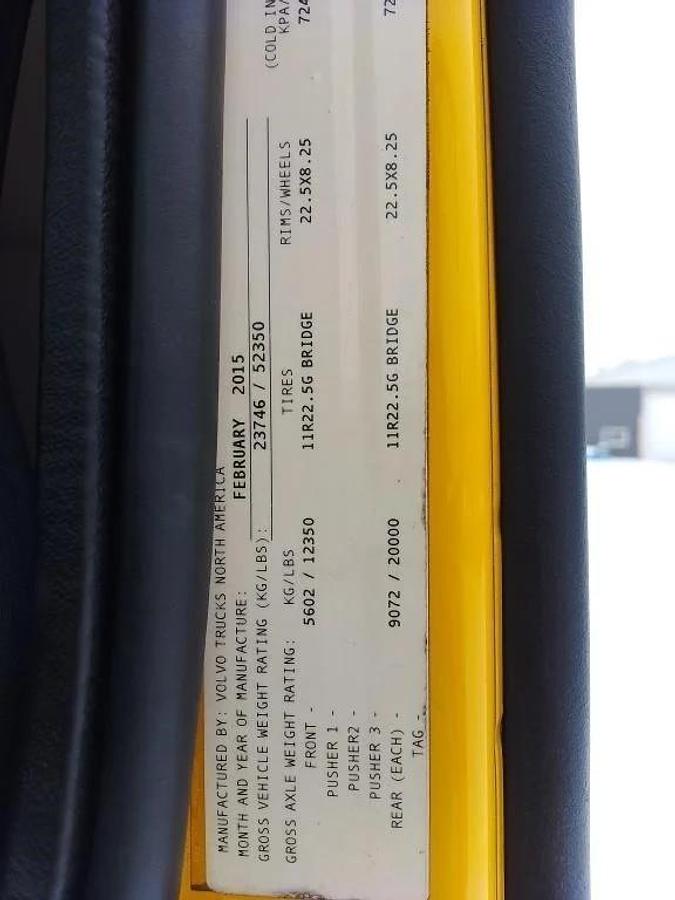 MANUFACTURED BY: VOLVO TRUCKS NORTH AMERICA
MONTH AND YEAR OF MANUFACTURE: FEBRUARY 2015
GROSS VEHICLE WEIGHT RATING (KG/LBS): 23746 / 52350
(COLD IN
GROSS AXLE WEIGHT RATING: KG/LBS TIRES RIMS/WHEELS KPA/
FRONT - 5602 / 12350 11R22.5G BRIDGE 22.5X8.25 724
PUSHER 1 -
PUSHER2 -
PUSHER 3 -
REAR (EACH) - 9072 / 20000 11R22.5G BRIDGE 22.5X8.25 72
TAG -